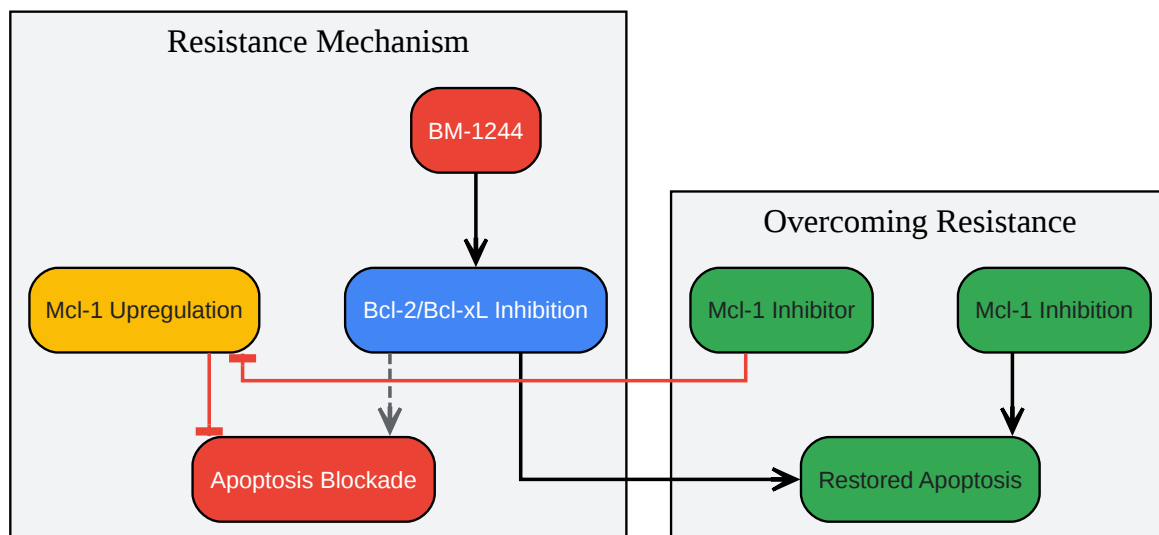 Resistance Mechanism
BM-1244
Mcl-1 Upregulation
Bcl-2/Bcl-xL Inhibition
Apoptosis Blockade
Overcoming Resistance
Mcl-1 Inhibitor
Mcl-1 Inhibition
Restored Apoptosis